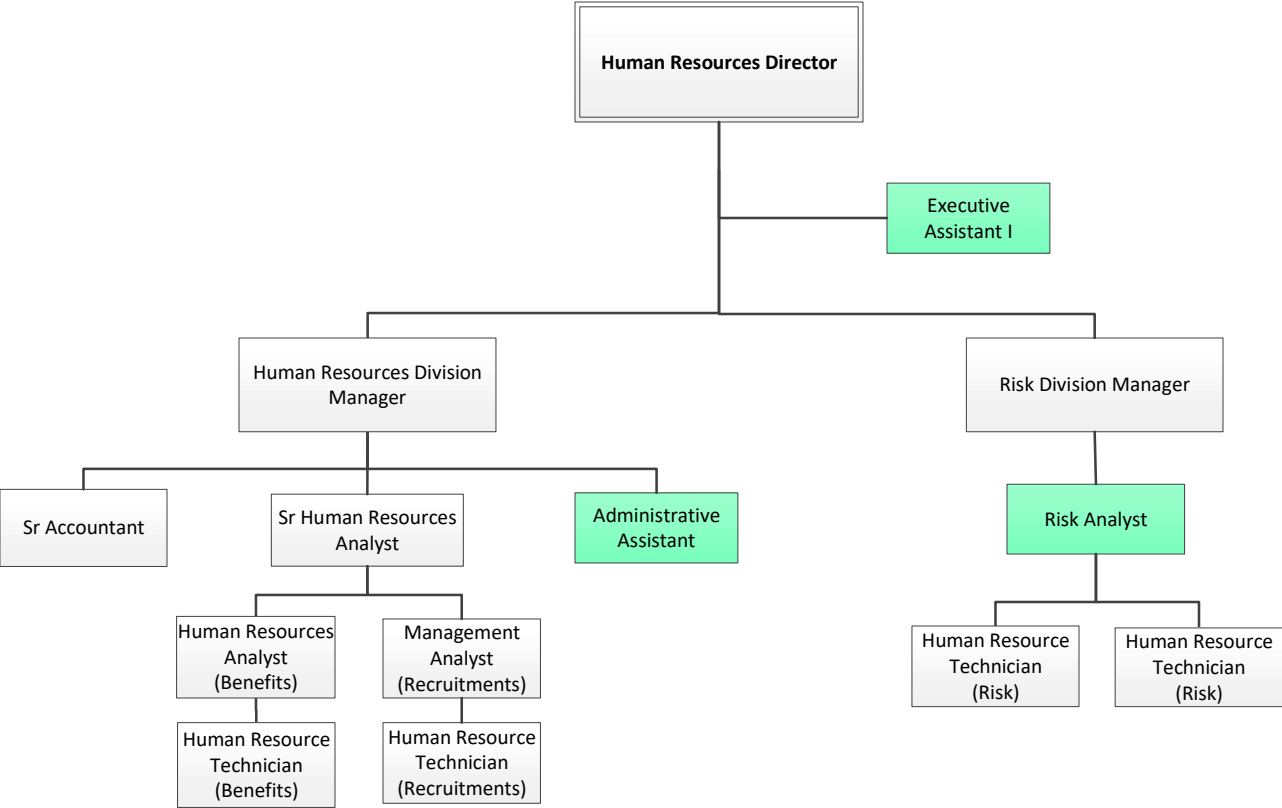 Human Resources Director
Executive
Assistant I
Human Resources Division
Manager
Risk Division Manager
Sr Accountant
Sr Human Resources
Analyst
Administrative
Assistant
Risk Analyst
Human Resources
Analyst
(Benefits)
Management
Analyst
(Recruitments)
Human Resource
Technician
(Risk)
Human Resource
Technician
(Risk)
Human Resource
Technician
(Benefits)
Human Resource
Technician
(Recruitments)